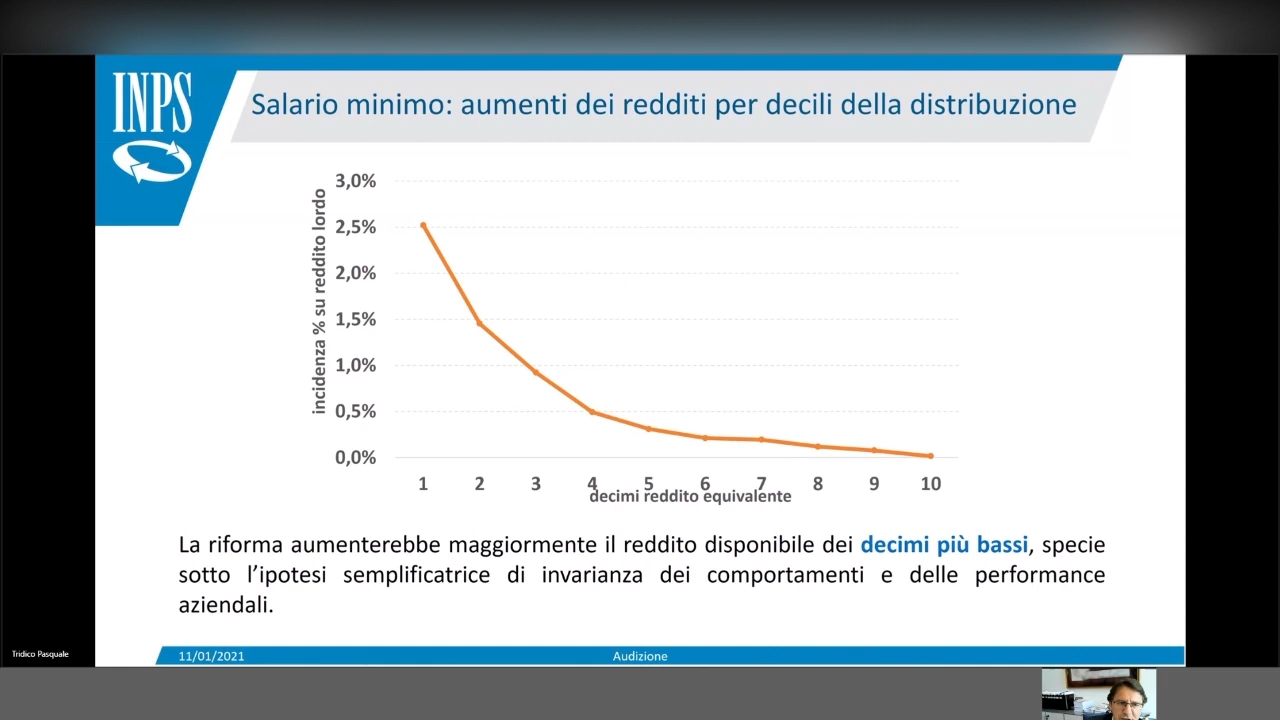 INPS
Salario minimo: aumenti dei redditi per decili della distribuzione
incidenza % su reddito lordo
3,0%
2,5%
2,0%
1,5%
1,0%
0,5%
0,0%
1 2 3 4 5 6 7 8 9 10
decimi reddito equivalente
La riforma aumenterebbe maggiormente il reddito disponibile dei decimi più bassi, specie
sotto l’ipotesi semplificatrice di invarianza dei comportamenti e delle performance
aziendali.
Tridico Pasquale
11/01/2021 Audizione